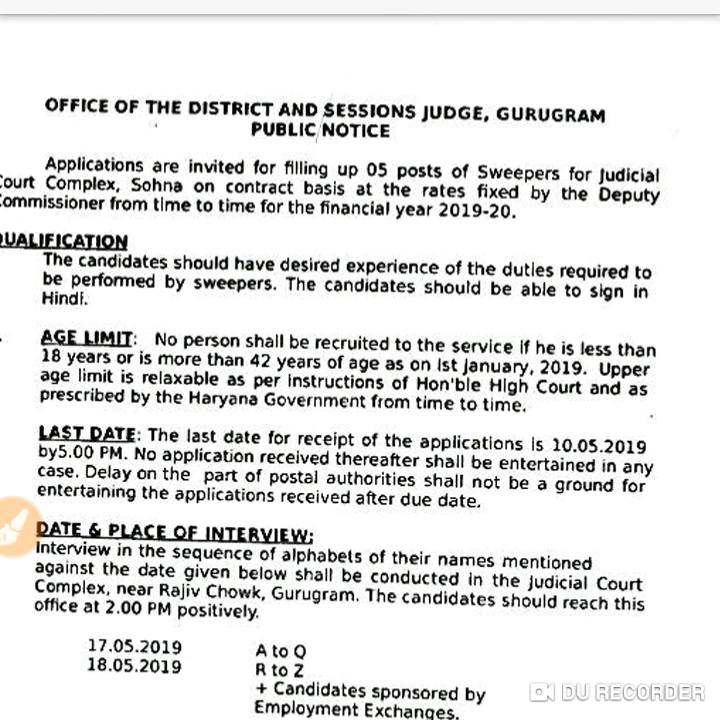 OFFICE OF THE DISTRICT AND SESSIONS JUDGE, GURUGRAM
PUBLIC NOTICE
Applications are invited for filling up 05 posts of Sweepers for Judicial
Court Complex, Sohna on contract basis at the rates fixed by the Deputy
Commissioner from time to time for the financial year 2019-20.
QUALIFICATION
The candidates should have desired experience of the duties required to
be performed by sweepers. The candidates should be able to sign in
Hindi.
AGE LIMIT: No person shall be recruited to the service if he is less than
18 years or is more than 42 years of age as on Ist January, 2019. Upper
age limit is relaxable as per instructions of Hon'ble High Court and as
prescribed by the Haryana Government from time to time.
LAST DATE: The last date for receipt of the applications is 10.05.2019
by5.00 PM. No application received thereafter shall be entertained in any
case. Delay on the part of postal authorities shall not be a ground for
entertaining the applications received after due date.
DATE & PLACE OF INTERVIEW:
Interview in the sequence of alphabets of their names mentioned
against the date given below shall be conducted in the Judicial Court
Complex, near Rajiv Chowk, Gurugram. The candidates should reach this
office at 2.00 PM positively.
17.05.2019 A to Q
18.05.2019 R to Z
+ Candidates sponsored by
Employment Exchanges.
DU RECORDER